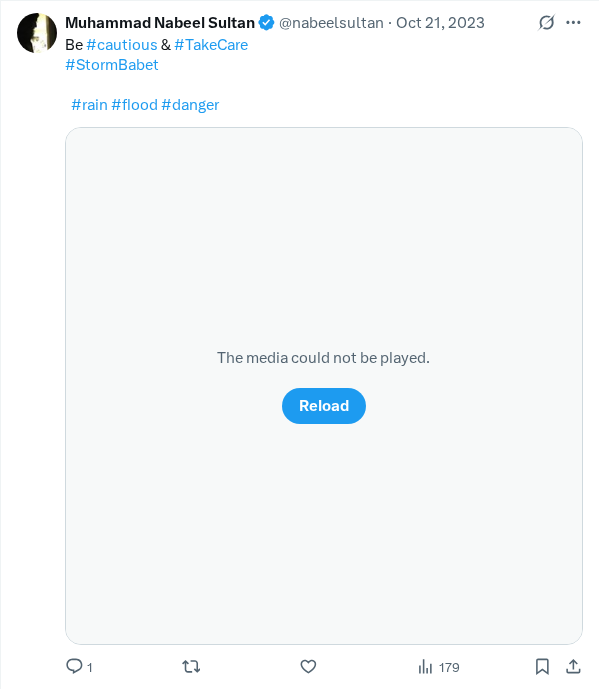 Muhammad Nabeel Sultan @nabeelsultan · Oct 21, 2023
Be #cautious & #TakeCare
#StormBabet
#rain #flood #danger
The media could not be played.
Reload
1 179